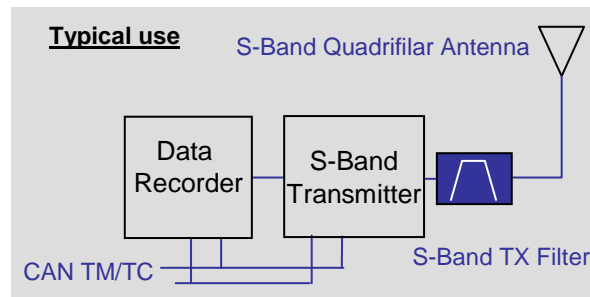 Typical use
S-Band Quadrifilar Antenna
Data
Recorder
S-Band
Transmitter
S-Band TX Filter
CAN TM/TC